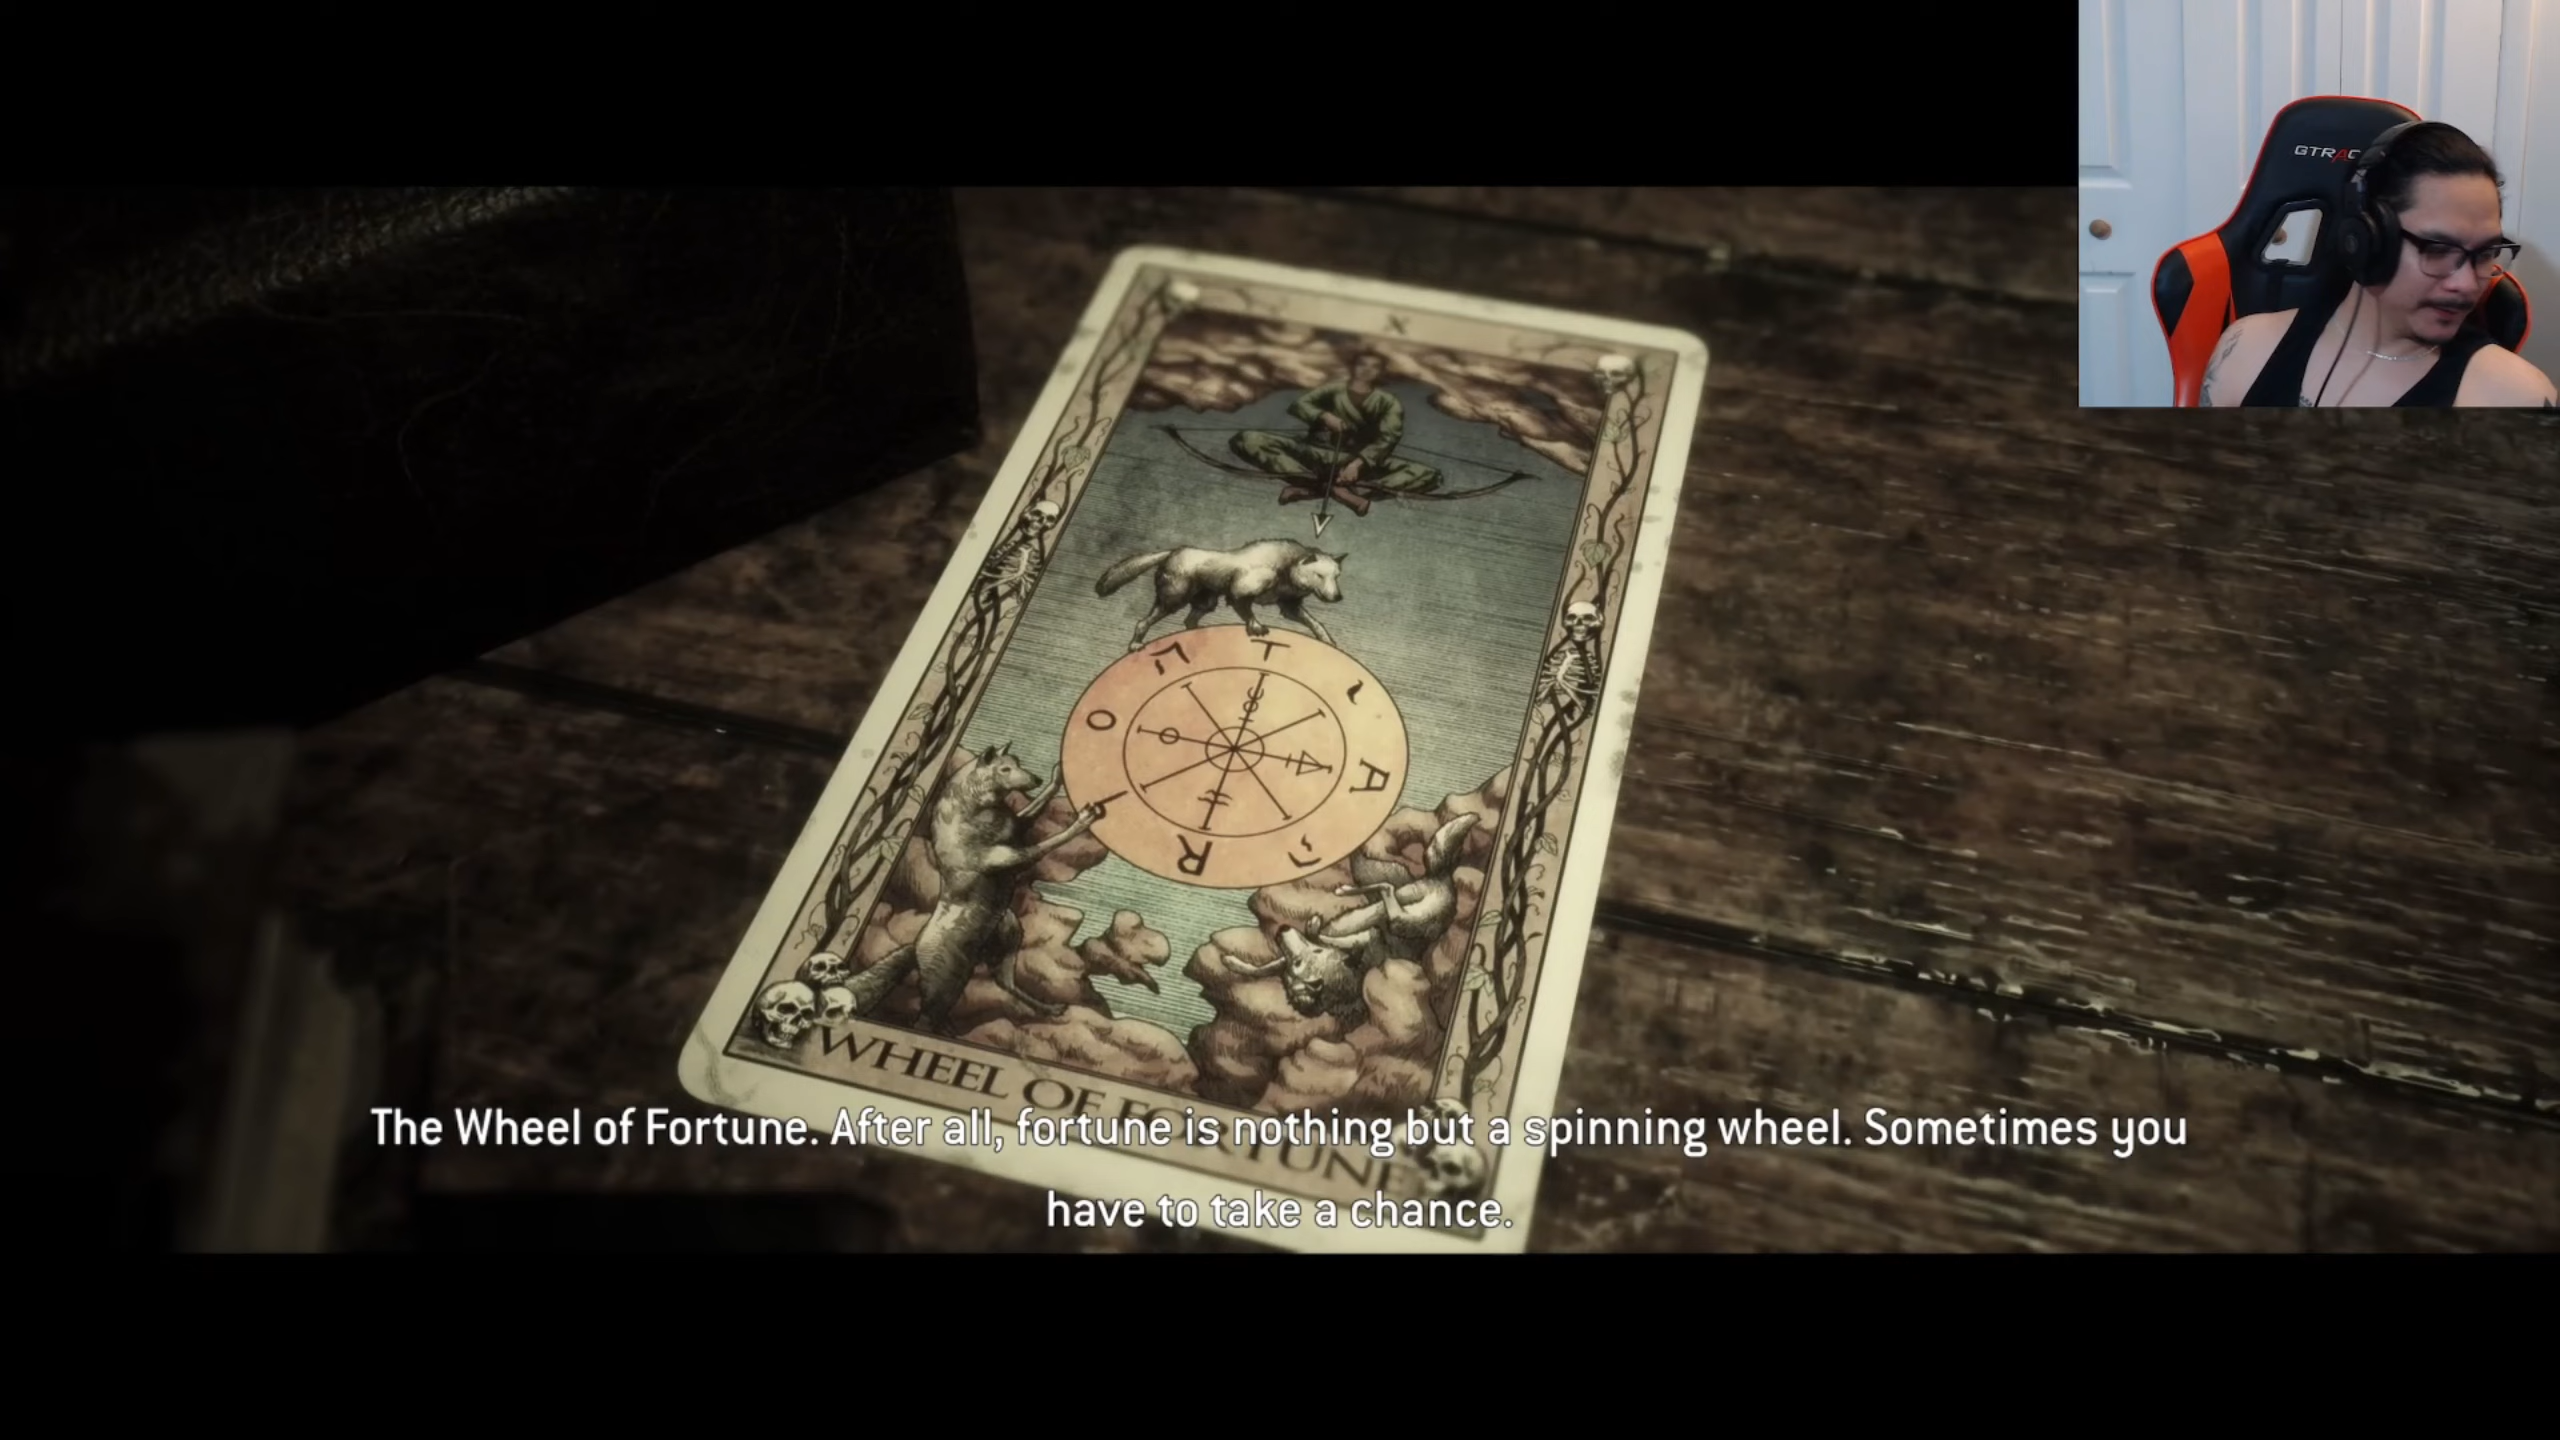 GTRAC
X
T
A
R
O
WHEEL OF FORTUNE
The Wheel of Fortune. After all, fortune is nothing but a spinning wheel. Sometimes you
have to take a chance.